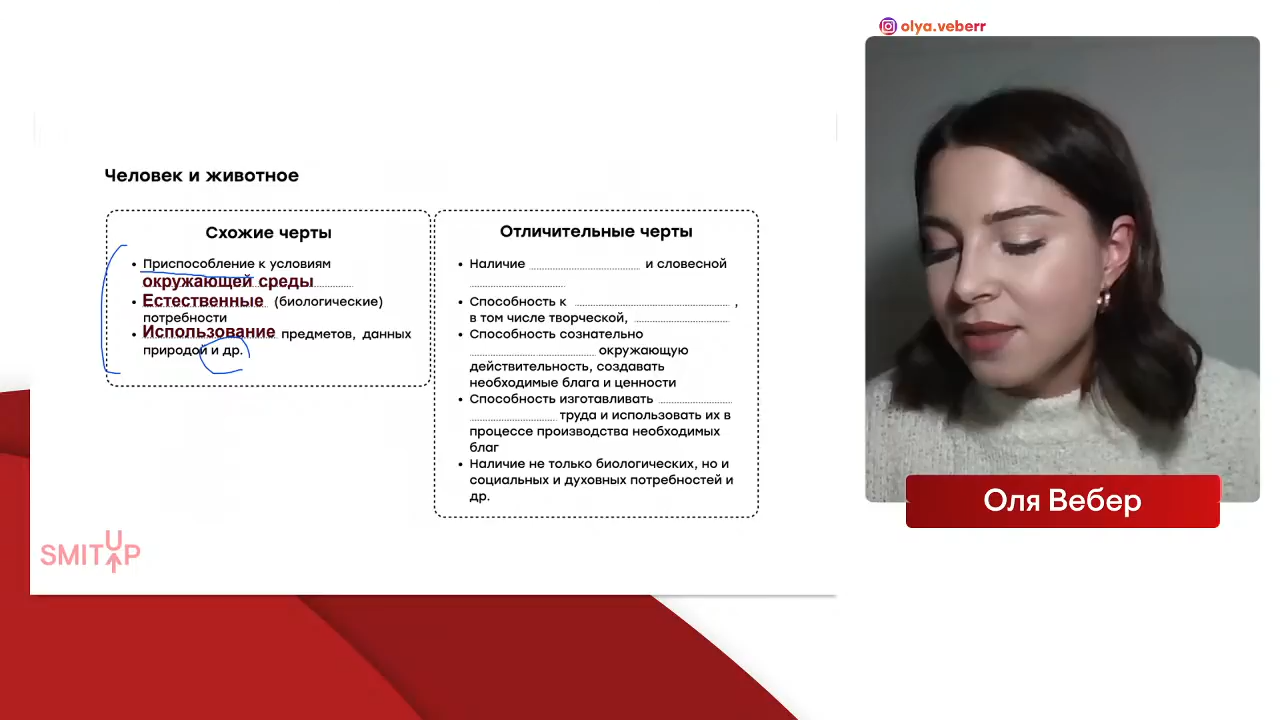 olya.veberr
Человек и животное
Схожие черты
Приспособление к условиям
окружающей среды
Естественные (биологические)
потребности
Использование предметов, данных
природой и др.
Отличительные черты
Наличие и словесной
Способность к ,
в том числе творческой,
Способность сознательно
окружающую
действительность, создавать
необходимые блага и ценности
Способность изготавливать
труда и использовать их в
процессе производства необходимых
благ
Наличие не только биологических, но и
социальных и духовных потребностей и
др.
Оля Вебер
SMITUP